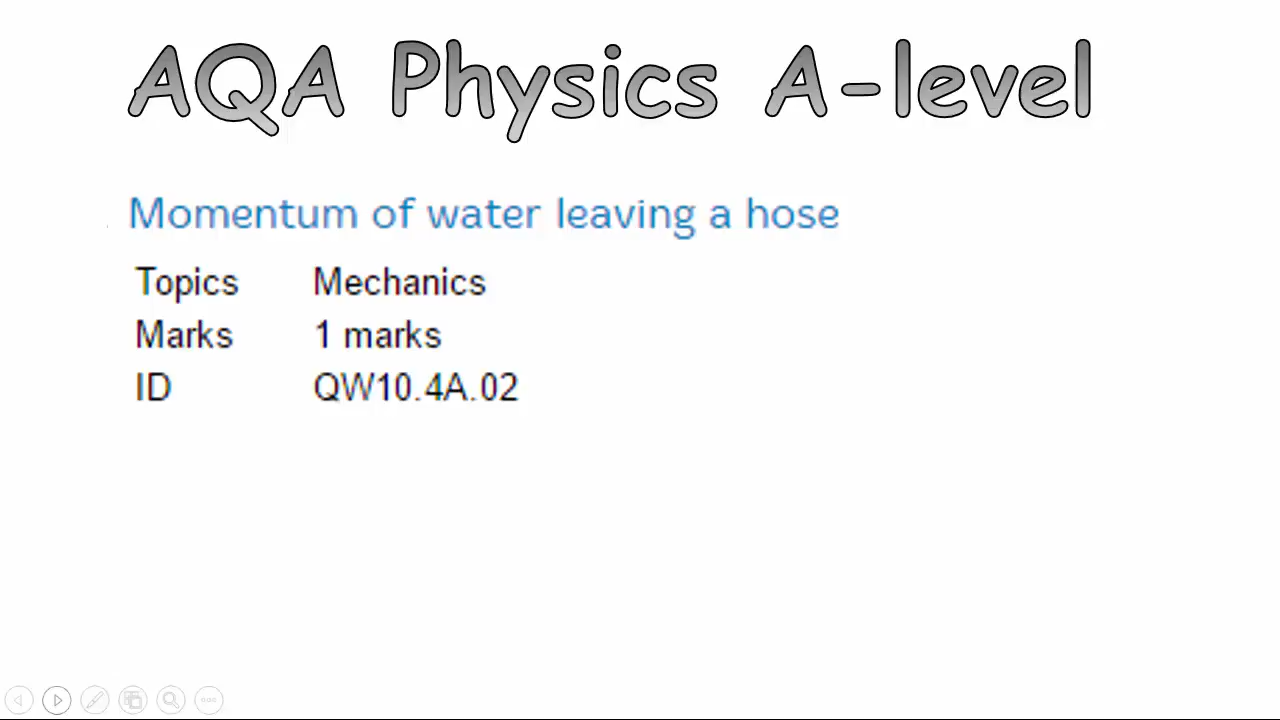 AQA Physics A-level
Momentum of water leaving a hose
Topics Mechanics
Marks 1 marks
ID QW10.4A.02